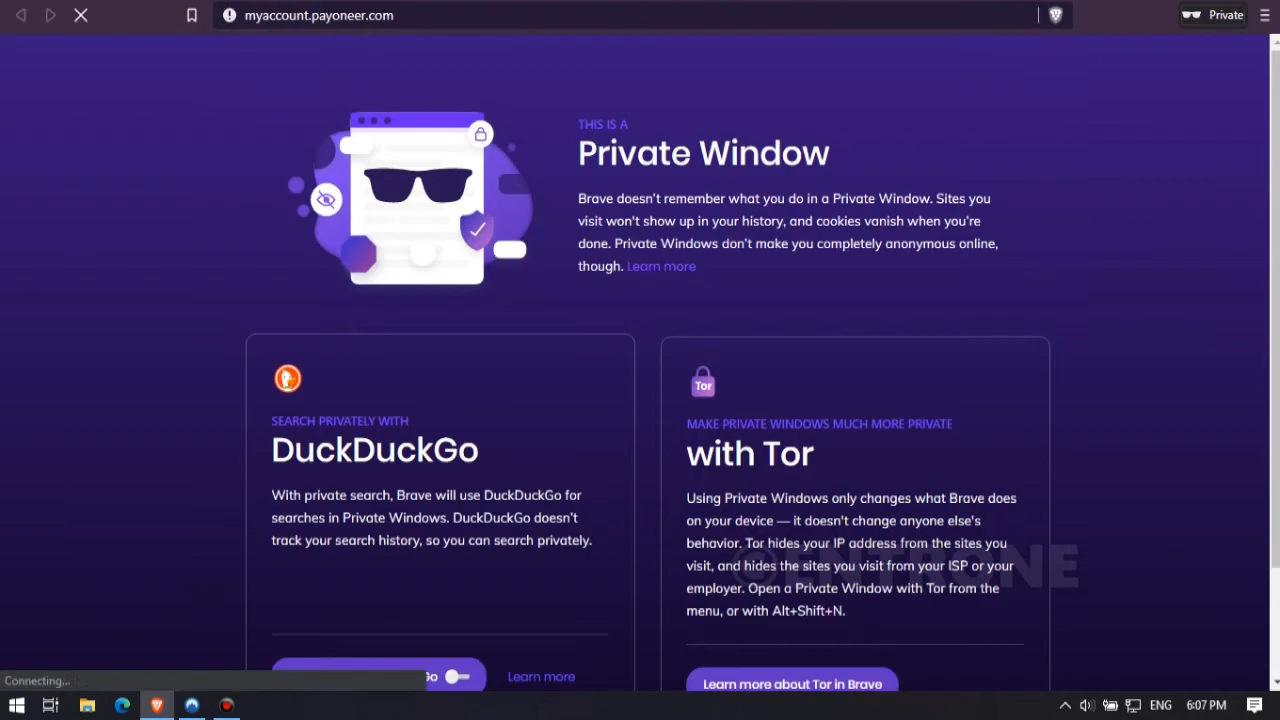 myaccount.payoneer.com
Private
THIS IS A
Private Window
Brave doesn't remember what you do in a Private Window. Sites you
visit won't show up in your history, and cookies vanish when you're
done. Private Windows don't make you completely anonymous online,
though. Learn more
SEARCH PRIVATELY WITH
DuckDuckGo
With private search, Brave will use DuckDuckGo for
searches in Private Windows. DuckDuckGo doesn't
track your search history, so you can search privately.
Go
Learn more
Tor
MAKE PRIVATE WINDOWS MUCH MORE PRIVATE
with Tor
Using Private Windows only changes what Brave does
on your device — it doesn't change anyone else's
behavior. Tor hides your IP address from the sites you
visit, and hides the sites you visit from your ISP or your
employer. Open a Private Window with Tor from the
menu, or with Alt+Shift+N.
Learn more about Tor in Brave
@ENTRONE
Connecting...
ENG
6:07 PM